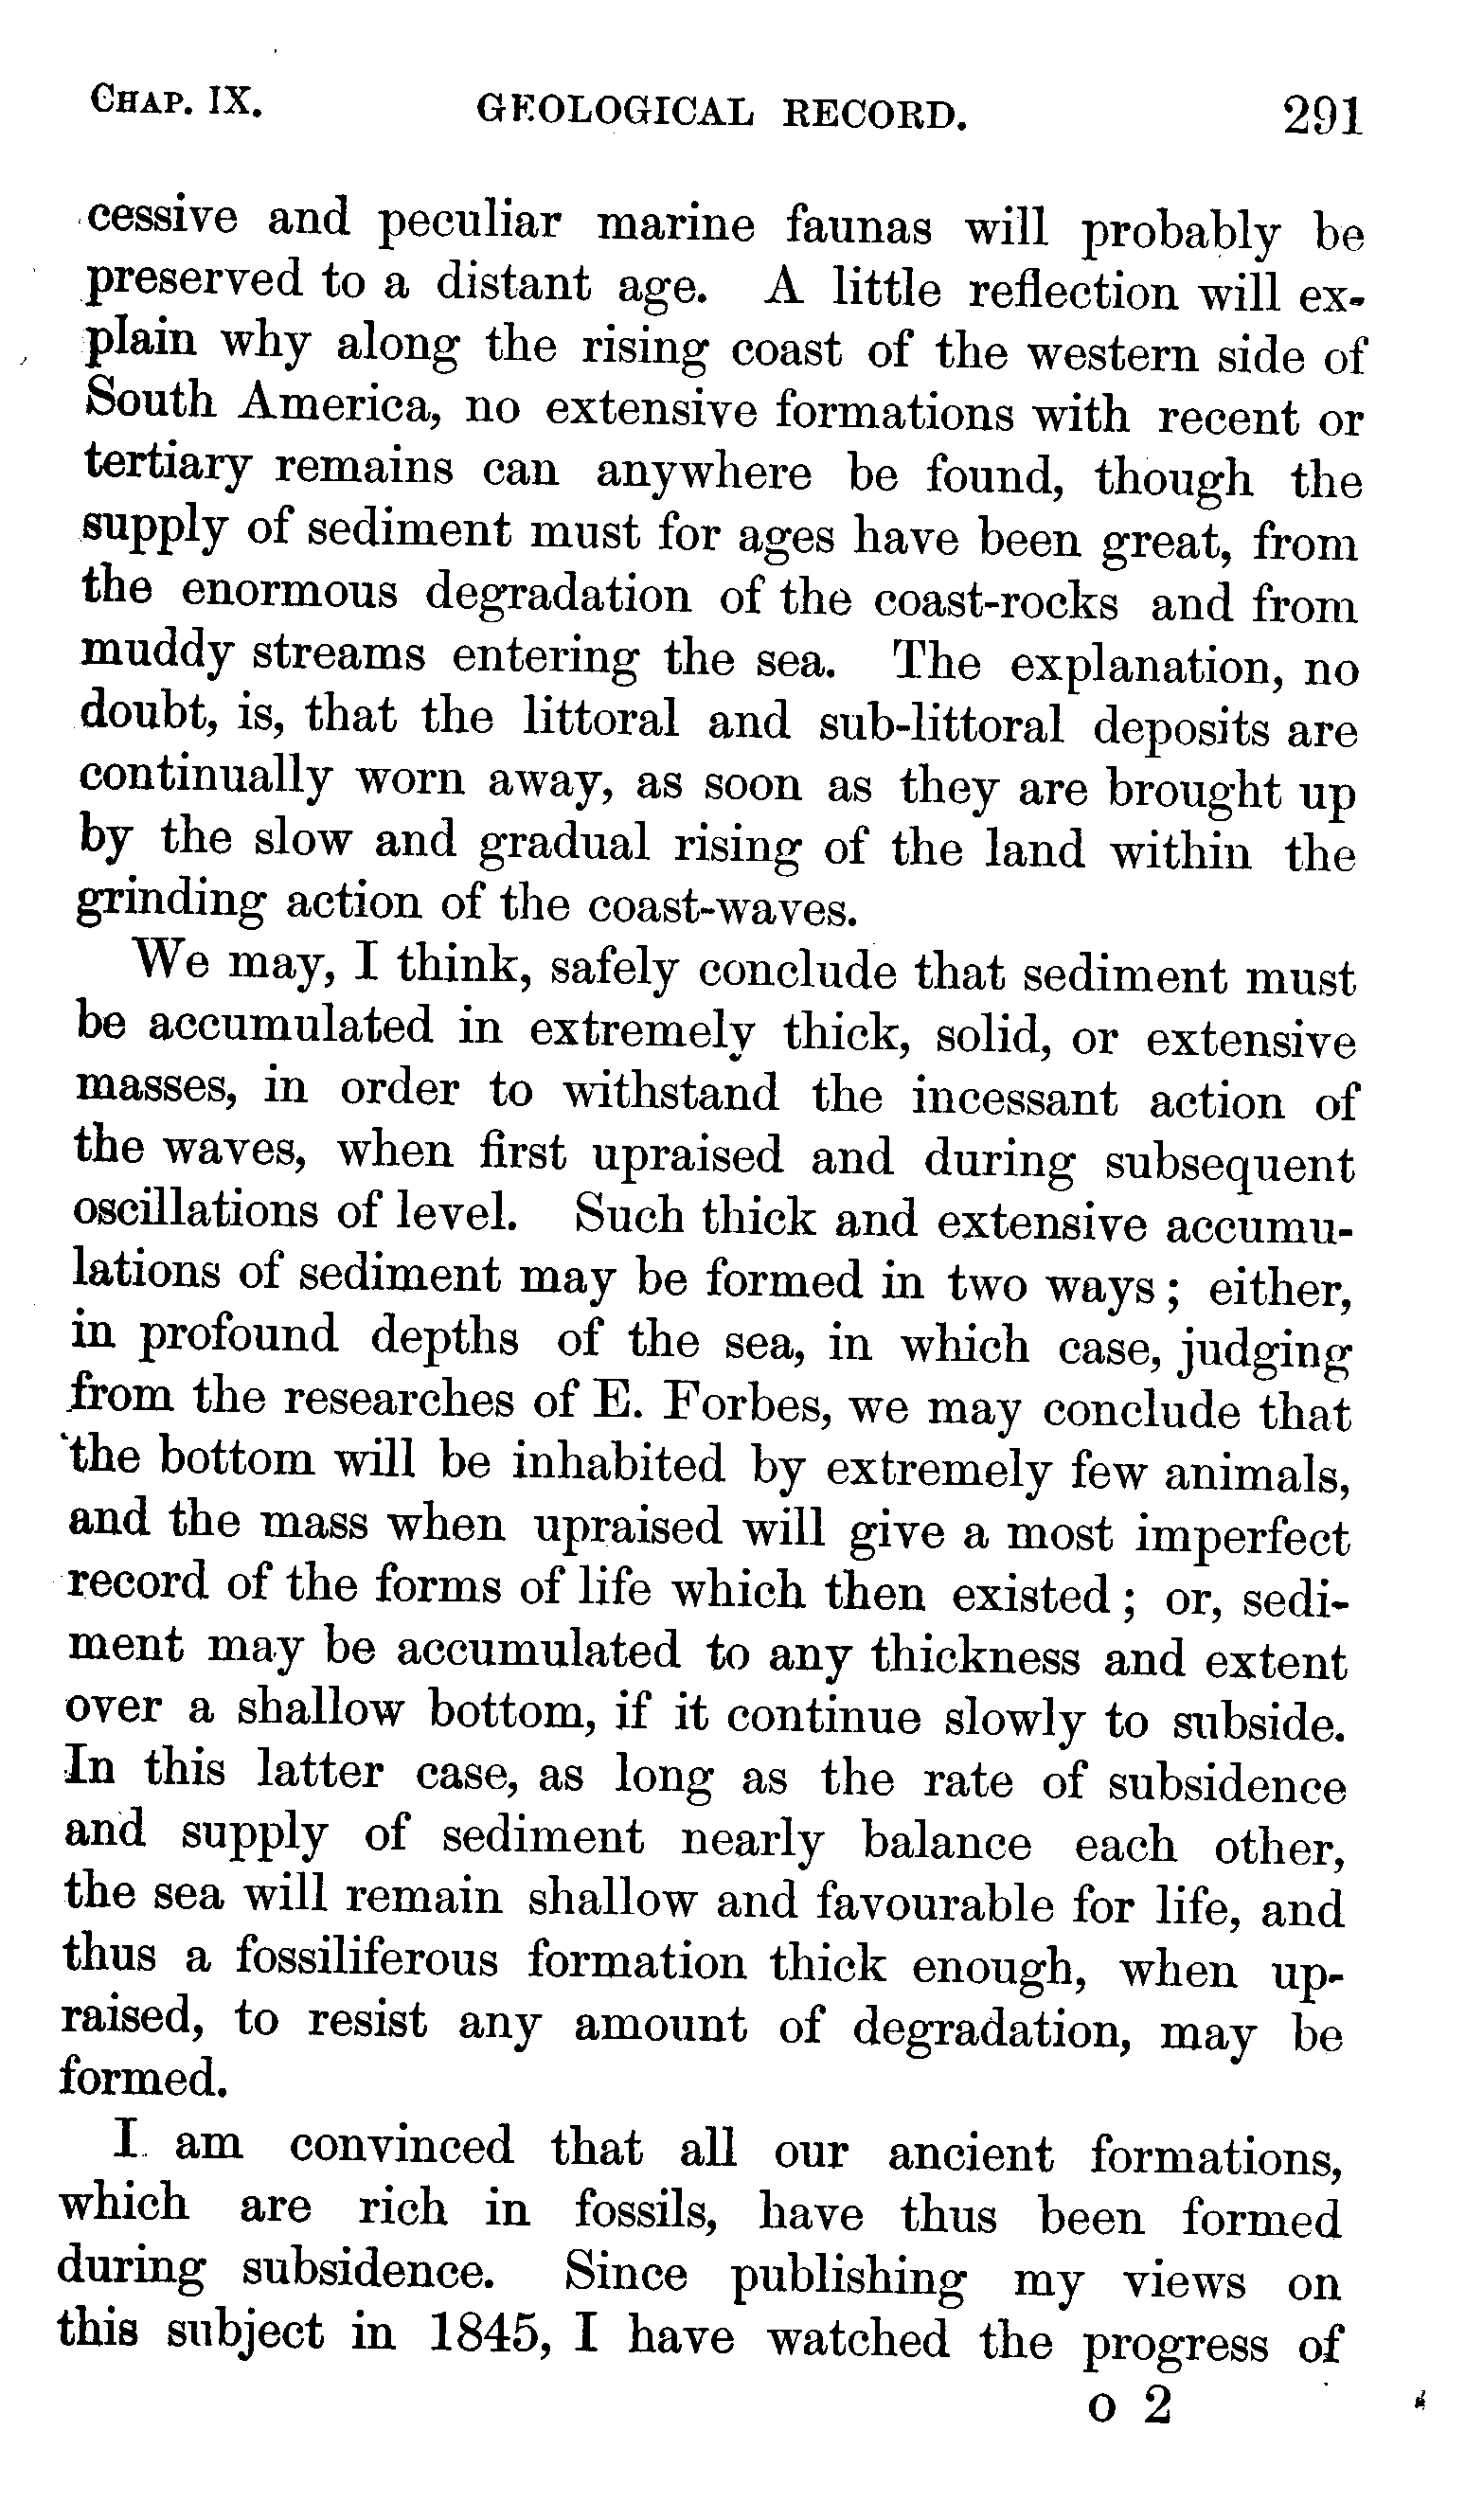 CHAP. IX. GEOLOGICAL RECORD. 291
cessive and peculiar marine faunas will probably be
preserved to a distant age. A little reflection will ex-
plain why along the rising coast of the western side of
South America, no extensive formations with recent or
tertiary remains can anywhere be found, though the
supply of sediment must for ages have been great, from
the enormous degradation of the coast-rocks and from
muddy streams entering the sea. The explanation, no
doubt, is, that the littoral and sub-littoral deposits are
continually worn away, as soon as they are brought up
by the slow and gradual rising of the land within the
grinding action of the coast-waves.
We may, I think, safely conclude that sediment must
be accumulated in extremely thick, solid, or extensive
masses, in order to withstand the incessant action of
the waves, when first upraised and during subsequent
oscillations of level. Such thick and extensive accumu-
lations of sediment may be formed in two ways; either,
in profound depths of the sea, in which case, judging
from the researches of E. Forbes, we may conclude that
the bottom will be inhabited by extremely few animals,
and the mass when upraised will give a most imperfect
record of the forms of life which then existed; or, sedi-
ment may be accumulated to any thickness and extent
over a shallow bottom, if it continue slowly to subside.
In this latter case, as long as the rate of subsidence
and supply of sediment nearly balance each other,
the sea will remain shallow and favourable for life, and
thus a fossiliferous formation thick enough, when up-
raised, to resist any amount of degradation, may be
formed.
I am convinced that all our ancient formations,
which are rich in fossils, have thus been formed
during subsidence. Since publishing my views on
this subject in 1845, I have watched the progress of
O 2